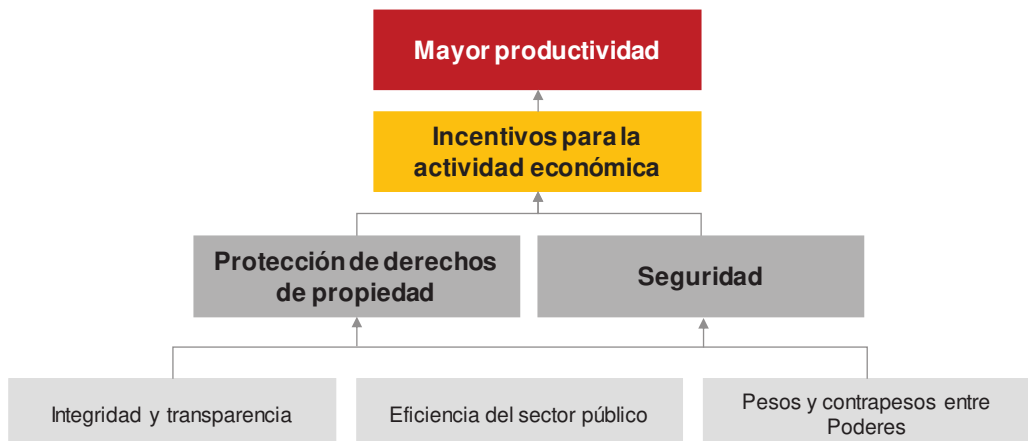 Mayor productividad
Incentivos para la
actividad económica
Protección de derechos
de propiedad
Seguridad
Integridad y transparencia
Eficiencia del sector público
Pesos y contrapesos entre
Poderes